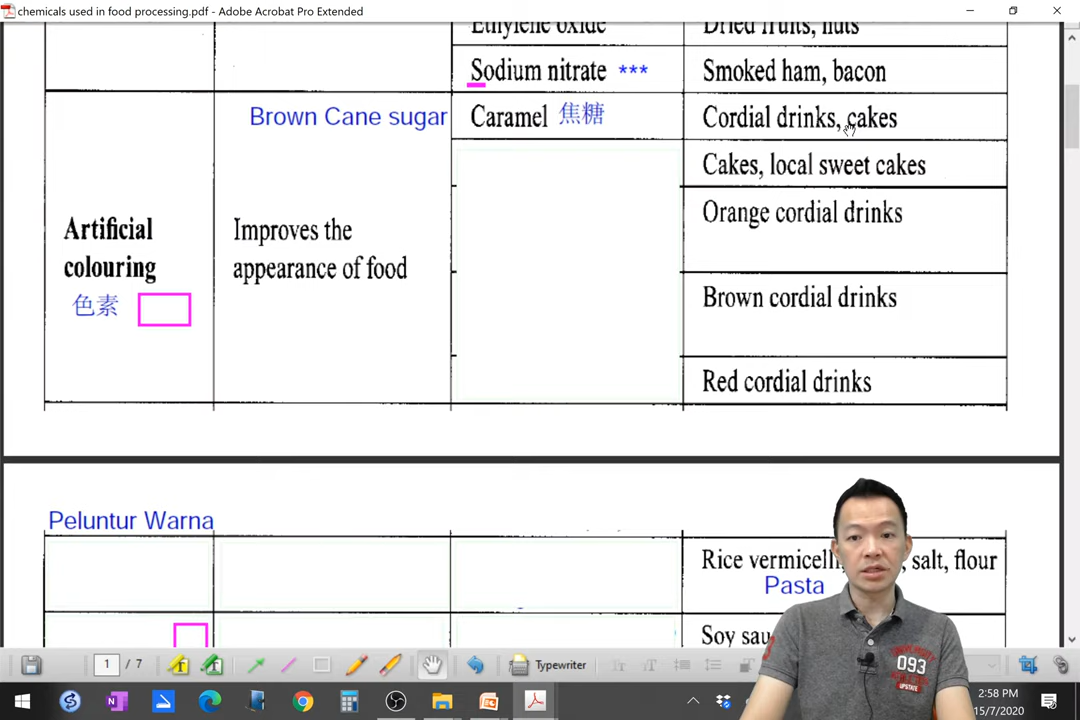 chemicals used in food processing.pdf - Adobe Acrobat Pro Extended
Ethylene oxide
Dried fruits, nuts
Sodium nitrate ***
Smoked ham, bacon
Brown Cane sugar
Caramel 焦糖
Cordial drinks, cakes
Cakes, local sweet cakes
Artificial
colouring
色素
Improves the
appearance of food
Orange cordial drinks
Brown cordial drinks
Red cordial drinks
Peluntur Warna
Rice vermicelli, salt, flour
Pasta
Soy
1 / 7
Typewriter
093
UPSTATE
2:58 PM
15/7/2020